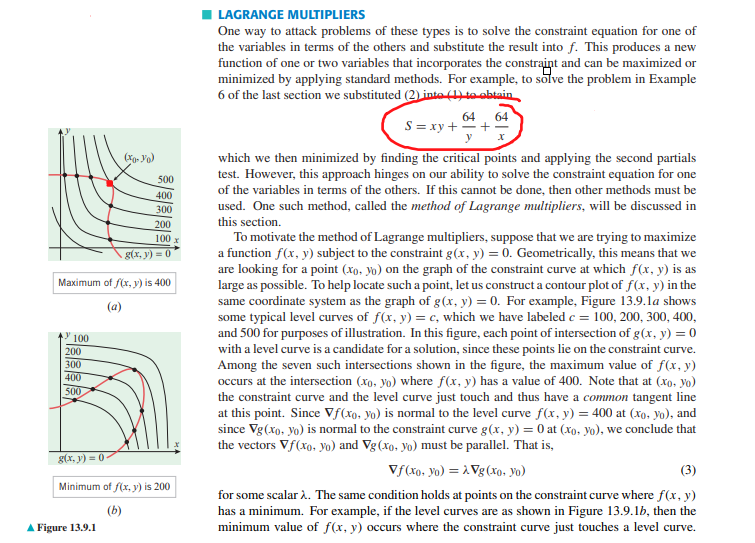 LAGRANGE MULTIPLIERS
One way to attack problems of these types is to solve the constraint equation for one of
the variables in terms of the others and substitute the result into f. This produces a new
function of one or two variables that incorporates the constraint and can be maximized or
minimized by applying standard methods. For example, to solve the problem in Example
6 of the last section we substituted (2) into (1) to obtain
S = xy + 64/y + 64/x
which we then minimized by finding the critical points and applying the second partials
test. However, this approach hinges on our ability to solve the constraint equation for one
of the variables in terms of the others. If this cannot be done, then other methods must be
used. One such method, called the method of Lagrange multipliers, will be discussed in
this section.
To motivate the method of Lagrange multipliers, suppose that we are trying to maximize
a function f(x, y) subject to the constraint g(x, y) = 0. Geometrically, this means that we
are looking for a point (x₀, y₀) on the graph of the constraint curve at which f(x, y) is as
large as possible. To help locate such a point, let us construct a contour plot of f(x, y) in the
same coordinate system as the graph of g(x, y) = 0. For example, Figure 13.9.1a shows
some typical level curves of f(x, y) = c, which we have labeled c = 100, 200, 300, 400,
and 500 for purposes of illustration. In this figure, each point of intersection of g(x, y) = 0
with a level curve is a candidate for a solution, since these points lie on the constraint curve.
Among the seven such intersections shown in the figure, the maximum value of f(x, y)
occurs at the intersection (x₀, y₀) where f(x, y) has a value of 400. Note that at (x₀, y₀)
the constraint curve and the level curve just touch and thus have a common tangent line
at this point. Since ∇f(x₀, y₀) is normal to the level curve f(x, y) = 400 at (x₀, y₀), and
since ∇g(x₀, y₀) is normal to the constraint curve g(x, y) = 0 at (x₀, y₀), we conclude that
the vectors ∇f(x₀, y₀) and ∇g(x₀, y₀) must be parallel. That is,
∇f(x₀, y₀) = λ∇g(x₀, y₀) (3)
for some scalar λ. The same condition holds at points on the constraint curve where f(x, y)
has a minimum. For example, if the level curves are as shown in Figure 13.9.1b, then the
minimum value of f(x, y) occurs where the constraint curve just touches a level curve.
y
(x₀, y₀)
500
400
300
200
100 x
g(x, y) = 0
Maximum of f(x, y) is 400
(a)
y
100
200
300
400
500
x
g(x, y) = 0
Minimum of f(x, y) is 200
(b)
▲ Figure 13.9.1